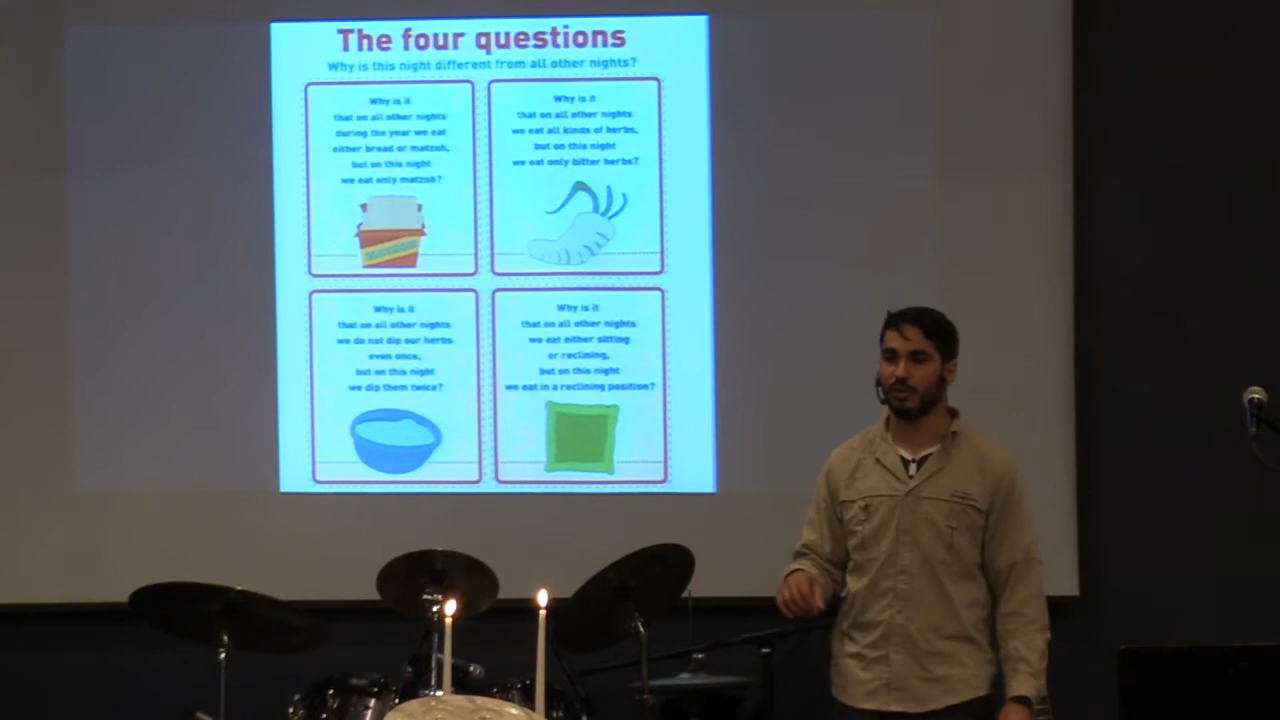 The four questions
Why is this night different from all other nights?
Why is it
that on all other nights
during the year we eat
either bread or matzoh,
but on this night
we eat only matzoh?
Why is it
that on all other nights
we eat all kinds of herbs,
but on this night
we eat only bitter herbs?
Why is it
that on all other nights
we do not dip our herbs
even once,
but on this night
we dip them twice?
Why is it
that on all other nights
we eat either sitting
or reclining,
but on this night
we eat in a reclining position?